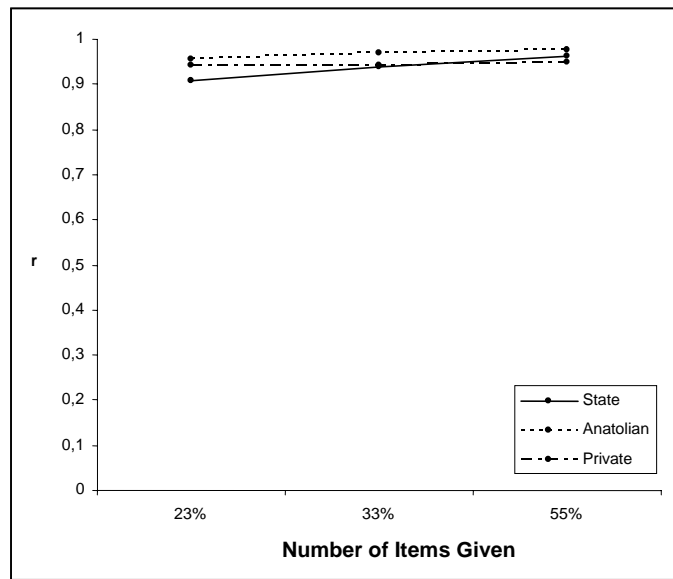 1
0,9
0,8
0,7
0,6
0,5
0,4
0,3
0,2
0,1
0
r
State
Anatolian
Private
23%
33%
55%
Number of Items Given